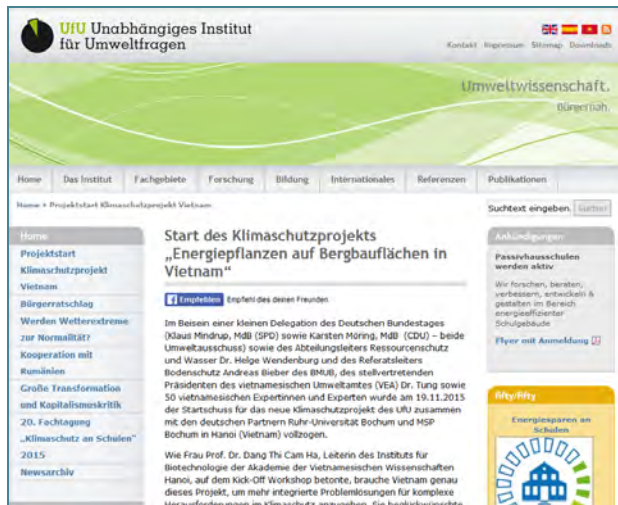 UfU Unabhängiges Institut
für Umweltfragen
Kontakt Impressum Sitemap Downloads
Umweltwissenschaft.
Bürgernah.
Home Das Institut Fachgebiete Forschung Bildung Internationales Referenzen Publikationen
Home » Projektstart Klimaschutzprojekt Vietnam
Suchtext eingeben. Suchen
Home
Projektstart
Klimaschutzprojekt
Vietnam
Bürgerratschlag
Werden Wetterextreme
zur Normalität?
Kooperation mit
Rumänien
Große Transformation
und Kapitalismuskritik
20. Fachtagung
„Klimaschutz an Schulen"
2015
Newsarchiv
Start des Klimaschutzprojekts
„Energiepflanzen auf Bergbauflächen in
Vietnam“
Empfehlen Empfiehl dies deinen Freunden.
Im Beisein einer kleinen Delegation des Deutschen Bundestages
(Klaus Mindrup, MdB (SPD) sowie Karsten Möring, MdB (CDU) – beide
Umweltausschuss) sowie des Abteilungsleiters Ressourcenschutz
und Wasser Dr. Helge Wendenburg und des Referatsleiters
Bodenschutz Andreas Bieber des BMUB, des stellvertretenden
Präsidenten des vietnamesischen Umweltamtes (VEA) Dr. Tung sowie
50 vietnamesischen Expertinnen und Experten wurde am 19.11.2015
der Startschuss für das neue Klimaschutzprojekt des UfU zusammen
mit den deutschen Partnern Ruhr-Universität Bochum und MSP
Bochum in Hanoi (Vietnam) vollzogen.
Wie Frau Prof. Dr. Dang Thi Cam Ha, Leiterin des Instituts für
Biotechnologie der Akademie der Vietnamesischen Wissenschaften
Hanoi, auf dem Kick-Off Workshop betonte, brauche Vietnam genau
dieses Projekt, um mehr integrierte Problemlösungen für komplexe
Herausforderungen im Klimaschutz anzugehen. Sie beglückwünschte
Ankündigungen
Passivhausschulen
werden aktiv
Wir forschen, beraten,
verbessern, entwickeln &
gestalten im Bereich
energieeffizienter
Schulgebäude
Flyer mit Anmeldung
fifty/fifty
Energiesparen an
Schulen